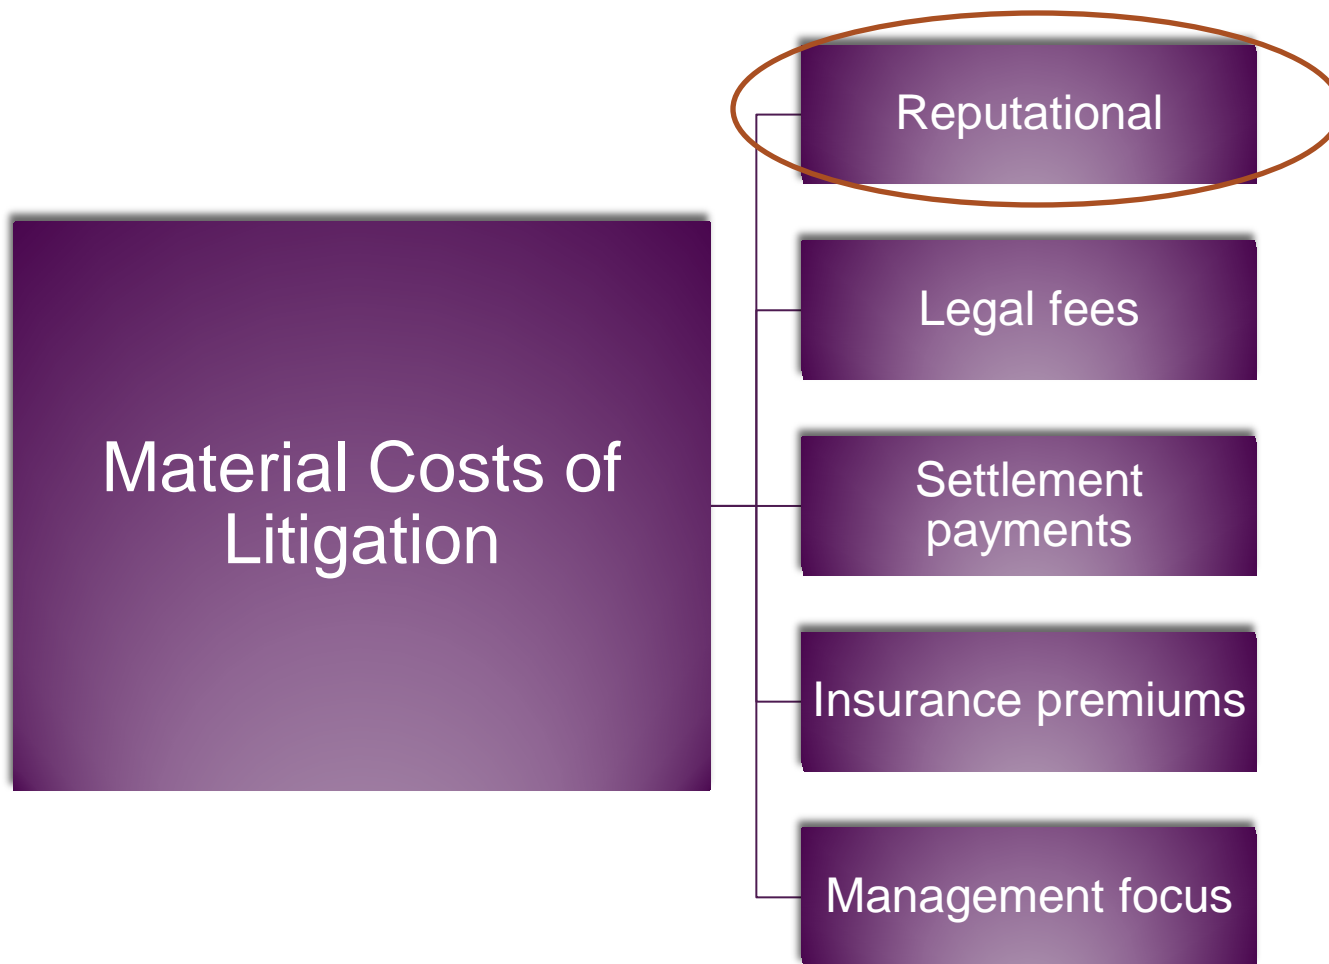 Reputational
Legal fees
Material Costs of
Litigation
Settlement
payments
Insurance premiums
Management focus